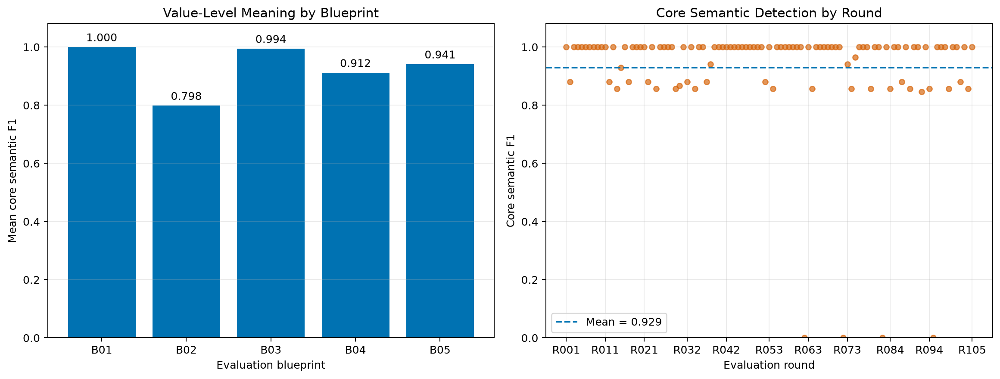 Value-Level Meaning by Blueprint
Mean core semantic F1
1.0
0.8
0.6
0.4
0.2
0.0
1.000
0.798
0.994
0.912
0.941
B01 B02 B03 B04 B05
Evaluation blueprint
Core Semantic Detection by Round
Core semantic F1
1.0
0.8
0.6
0.4
0.2
0.0
Mean = 0.929
R001 R011 R021 R032 R042 R053 R063 R073 R084 R094 R105
Evaluation round